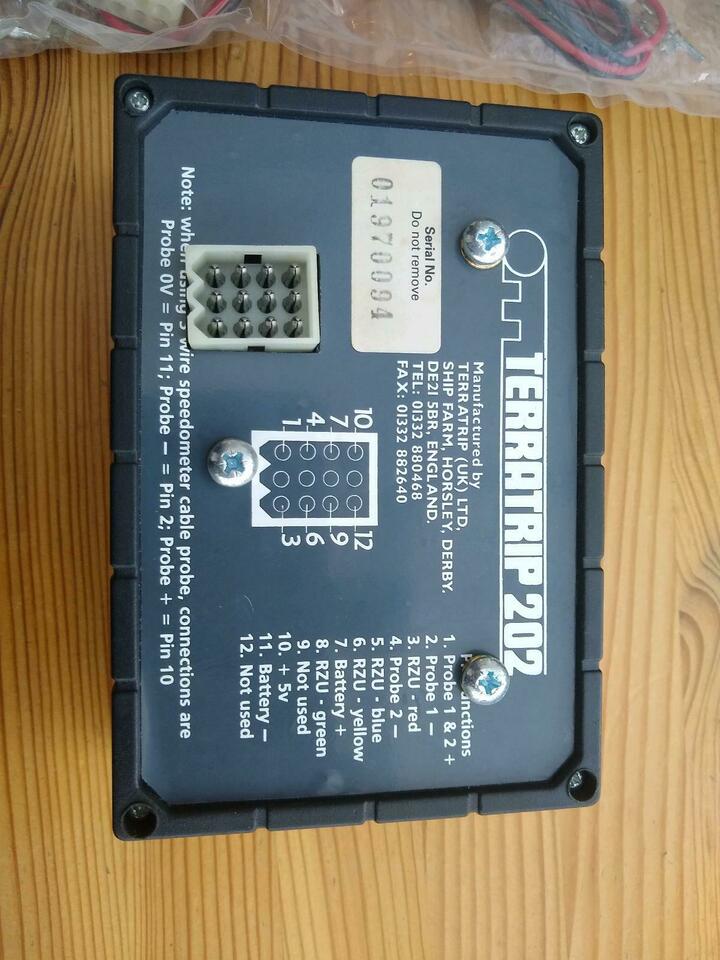 TERRATRIP 202
Manufactured by
TERRATRIP (UK) LTD,
SHIP FARM, HORSLEY, DERBY.
DE21 5BR, ENGLAND.
TEL: 01332 880468
FAX: 01332 882640
Serial No.
Do not remove
01970094
1. Probe 1 & 2 +
2. Probe 1 –
3. RZU - red
4. Probe 2 –
5. RZU - blue
6. RZU - yellow
7. Battery +
8. RZU - green
9. Not used
10. + 5v
11. Battery –
12. Not used
10 12
7 9
4 6
1 3
Note: when using 3 wire speedometer cable probe, connections are
Probe 0V = Pin 11; Probe – = Pin 2; Probe + = Pin 10